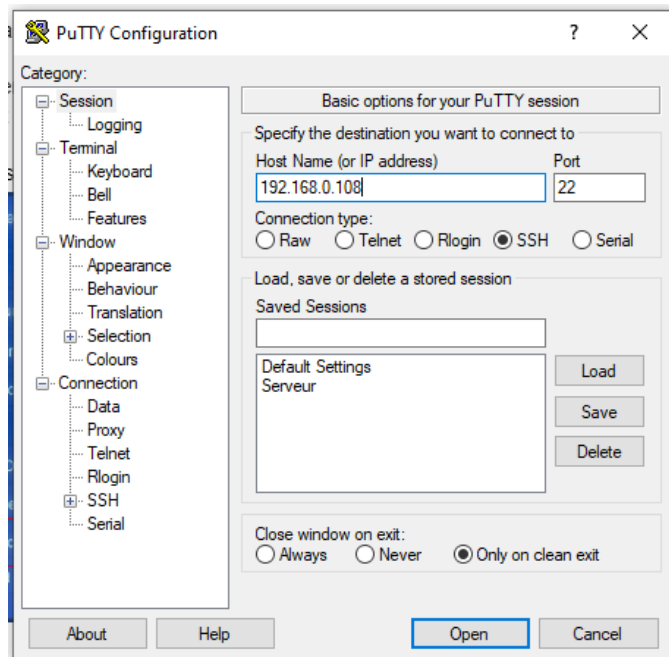 PuTTY Configuration
?
Category:
Session
Logging
Terminal
Keyboard
Bell
Features
Window
Appearance
Behaviour
Translation
Selection
Colours
Connection
Data
Proxy
Telnet
Rlogin
SSH
Serial
Basic options for your PuTTY session
Specify the destination you want to connect to
Host Name (or IP address) Port
192.168.0.108 22
Connection type:
Raw Telnet Rlogin SSH Serial
Load, save or delete a stored session
Saved Sessions
Default Settings
Serveur
Load
Save
Delete
Close window on exit:
Always Never Only on clean exit
About Help Open Cancel